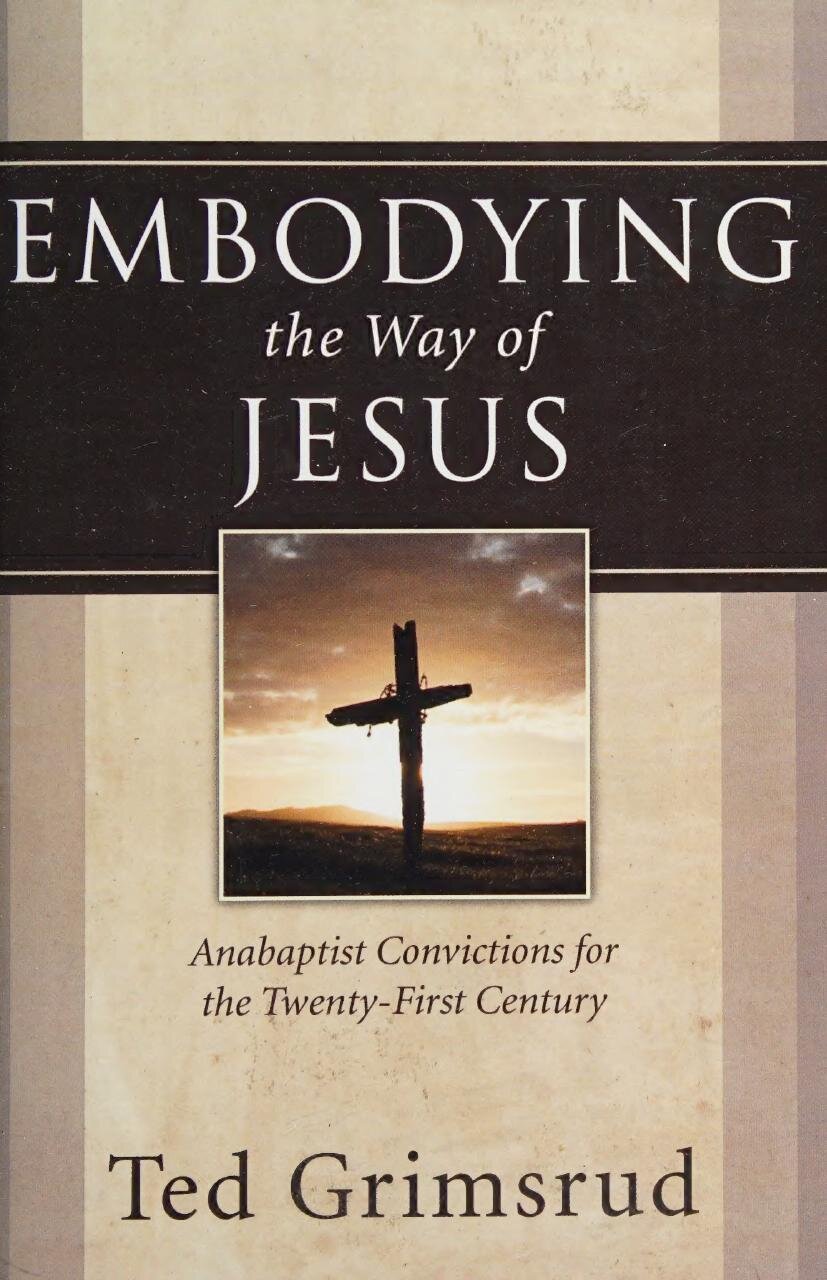 EMBODYING
the Way of
JESUS
Anabaptist Convictions for
the Twenty-First Century
Ted Grimsrud